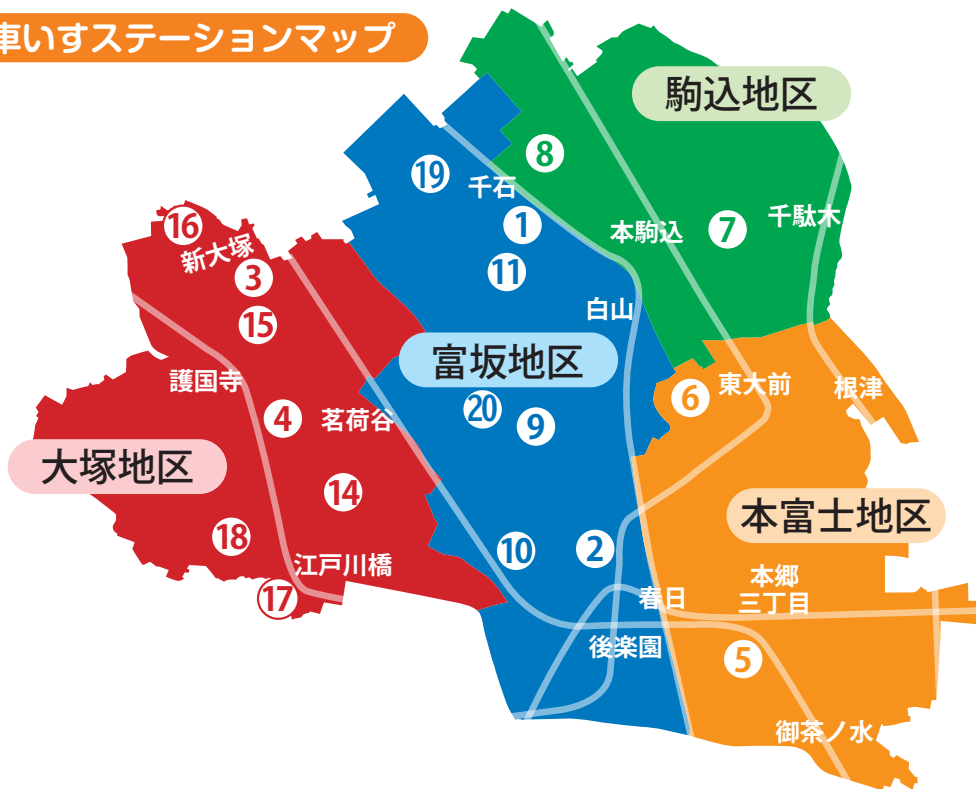 車いすステーションマップ
駒込地区
8
19
千石
1
7
千駄木
16
本駒込
新大塚
3
11
15
白山
富坂地区
護国寺
東大前
根津
6
20
9
4
茗荷谷
大塚地区
14
本富士地区
18
10
2
江戸川橋
本郷
三丁目
17
春日
後楽園
5
御茶ノ水